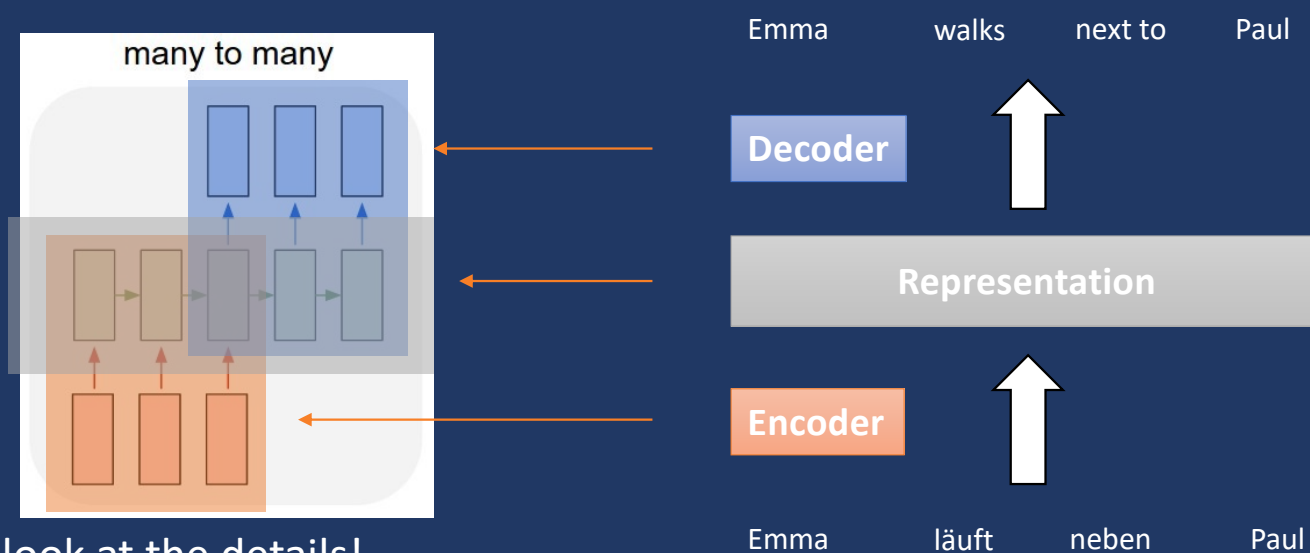 many to many
Emma walks next to Paul
Decoder
Representation
Encoder
Emma läuft neben Paul
look at the details!